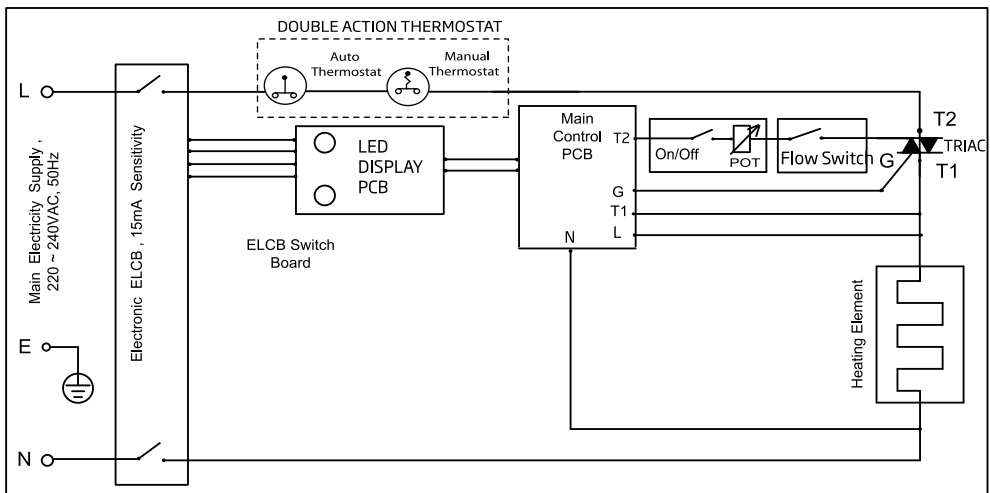 DOUBLE ACTION THERMOSTAT
Auto
Thermostat
Manual
Thermostat
L
Main Electricity Supply ,
220 ~ 240VAC, 50Hz
E
N
Electronic ELCB , 15mA Sensitivity
LED
DISPLAY
PCB
ELCB Switch
Board
Main
Control
PCB
T2
G
T1
L
N
On/Off
POT
Flow Switch
T2
TRIAC
G
T1
Heating Element